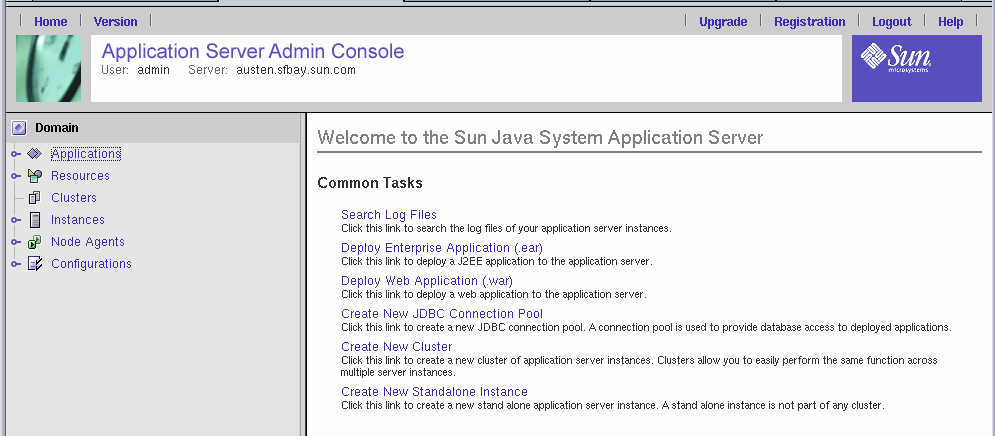 Home Version Upgrade Registration Logout Help
Application Server Admin Console
User: admin Server: austen.sfbay.sun.com
Sun
microsystems
Domain
Applications
Resources
Clusters
Instances
Node Agents
Configurations
Welcome to the Sun Java System Application Server
Common Tasks
Search Log Files
Click this link to search the log files of your application server instances.
Deploy Enterprise Application (.ear)
Click this link to deploy a J2EE application to the application server.
Deploy Web Application (.war)
Click this link to deploy a web application to the application server.
Create New JDBC Connection Pool
Click this link to create a new JDBC connection pool. A connection pool is used to provide database access to deployed applications.
Create New Cluster
Click this link to create a new cluster of application server instances. Clusters allow you to easily perform the same function across
multiple server instances.
Create New Standalone Instance
Click this link to create a new stand alone application server instance. A stand alone instance is not part of any cluster.